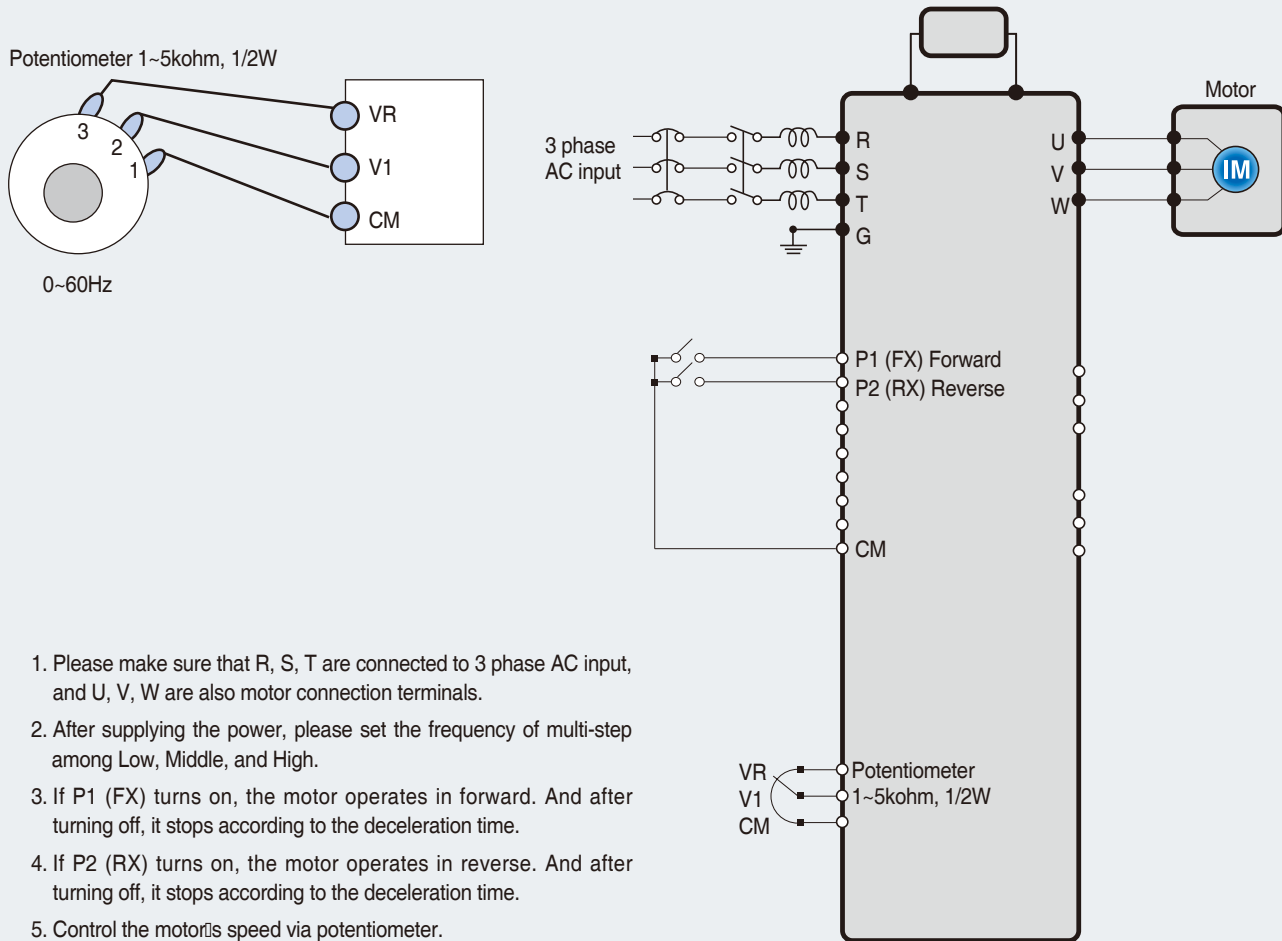 Potentiometer 1~5kohm, 1/2W
3
2
1
VR
V1
CM
0~60Hz
3 phase
AC input
R
S
T
G
U
V
W
Motor
IM
P1 (FX) Forward
P2 (RX) Reverse
CM
VR
V1
CM
Potentiometer
1~5kohm, 1/2W
1. Please make sure that R, S, T are connected to 3 phase AC input,
and U, V, W are also motor connection terminals.
2. After supplying the power, please set the frequency of multi-step
among Low, Middle, and High.
3. If P1 (FX) turns on, the motor operates in forward. And after
turning off, it stops according to the deceleration time.
4. If P2 (RX) turns on, the motor operates in reverse. And after
turning off, it stops according to the deceleration time.
5. Control the motor▯s speed via potentiometer.